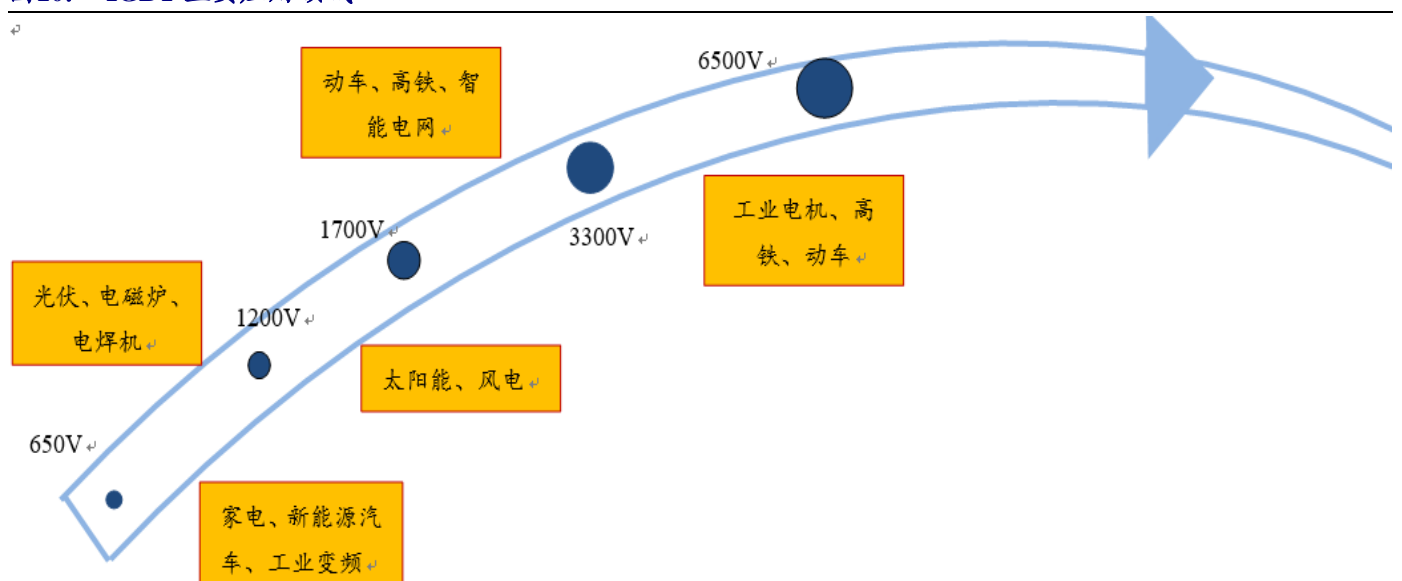 6500V
动车、高铁、智
能电网
工业电机、高
铁、动车
1700V
3300V
光伏、电磁炉、
电焊机
1200V
太阳能、风电
650V
家电、新能源汽
车、工业变频